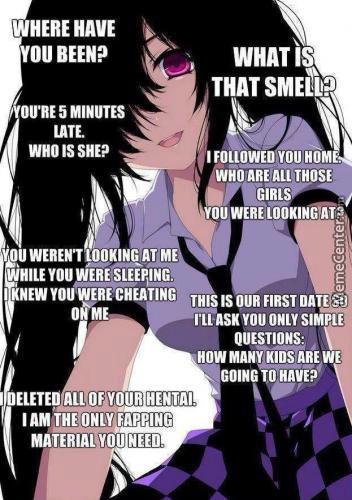 WHERE HAVE
YOU BEEN?
WHAT IS
THAT SMELL?
YOU'RE 5 MINUTES
LATE.
WHO IS SHE?
I FOLLOWED YOU HOME,
WHO ARE ALL THOSE
GIRLS
YOU WERE LOOKING AT?
YOU WEREN'T LOOKING AT ME
WHILE YOU WERE SLEEPING.
I KNEW YOU WERE CHEATING
ON ME
THIS IS OUR FIRST DATE SO
I'LL ASK YOU ONLY SIMPLE
QUESTIONS:
HOW MANY KIDS ARE WE
GOING TO HAVE?
I DELETED ALL OF YOUR HENTAI.
I AM THE ONLY FAPPING
MATERIAL YOU NEED.
MemeCenter.com